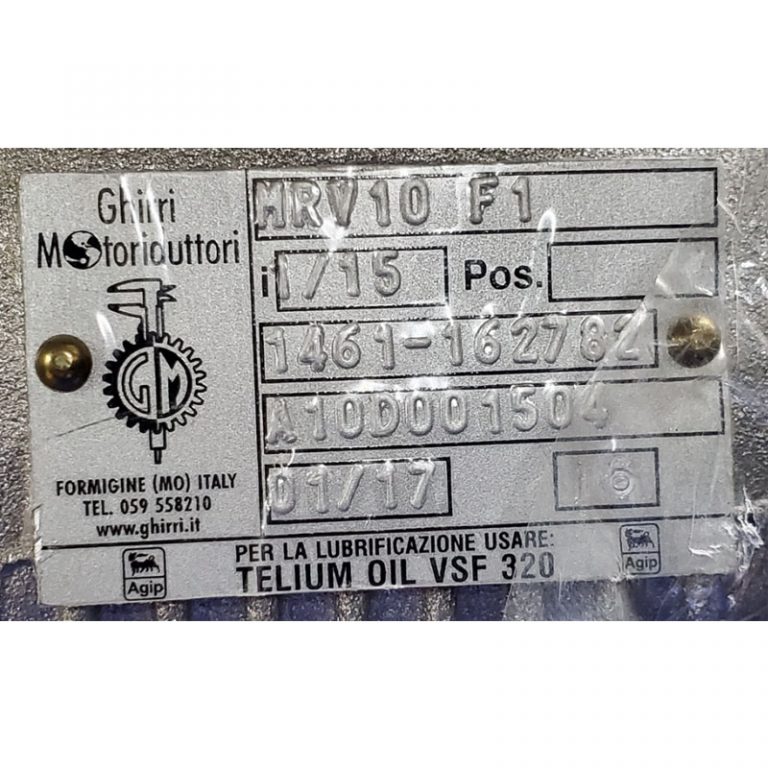 Ghirri
Motoriduttori
GM
FORMIGINE (MO) ITALY
TEL. 059 558210
www.ghirri.it
MRV10 F1
i 1/15 Pos.
1461-162782
A10D001504
01/17 16
PER LA LUBRIFICAZIONE USARE:
TELIUM OIL VSF 320
Agip
Agip